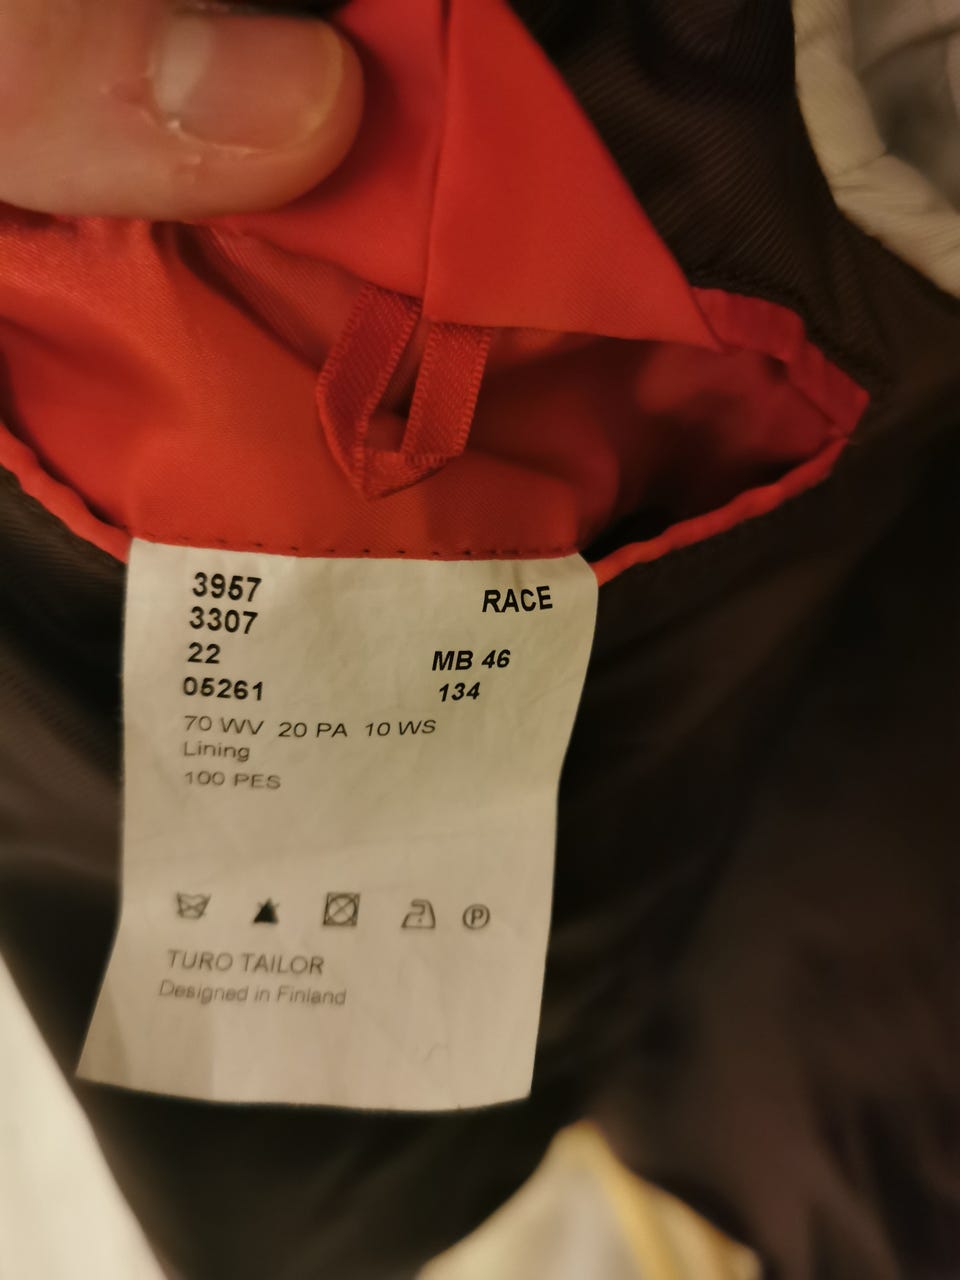 3957 RACE
3307
22 MB 46
05261 134
70 WV 20 PA 10 WS
Lining
100 PES
P
TURO TAILOR
Designed in Finland